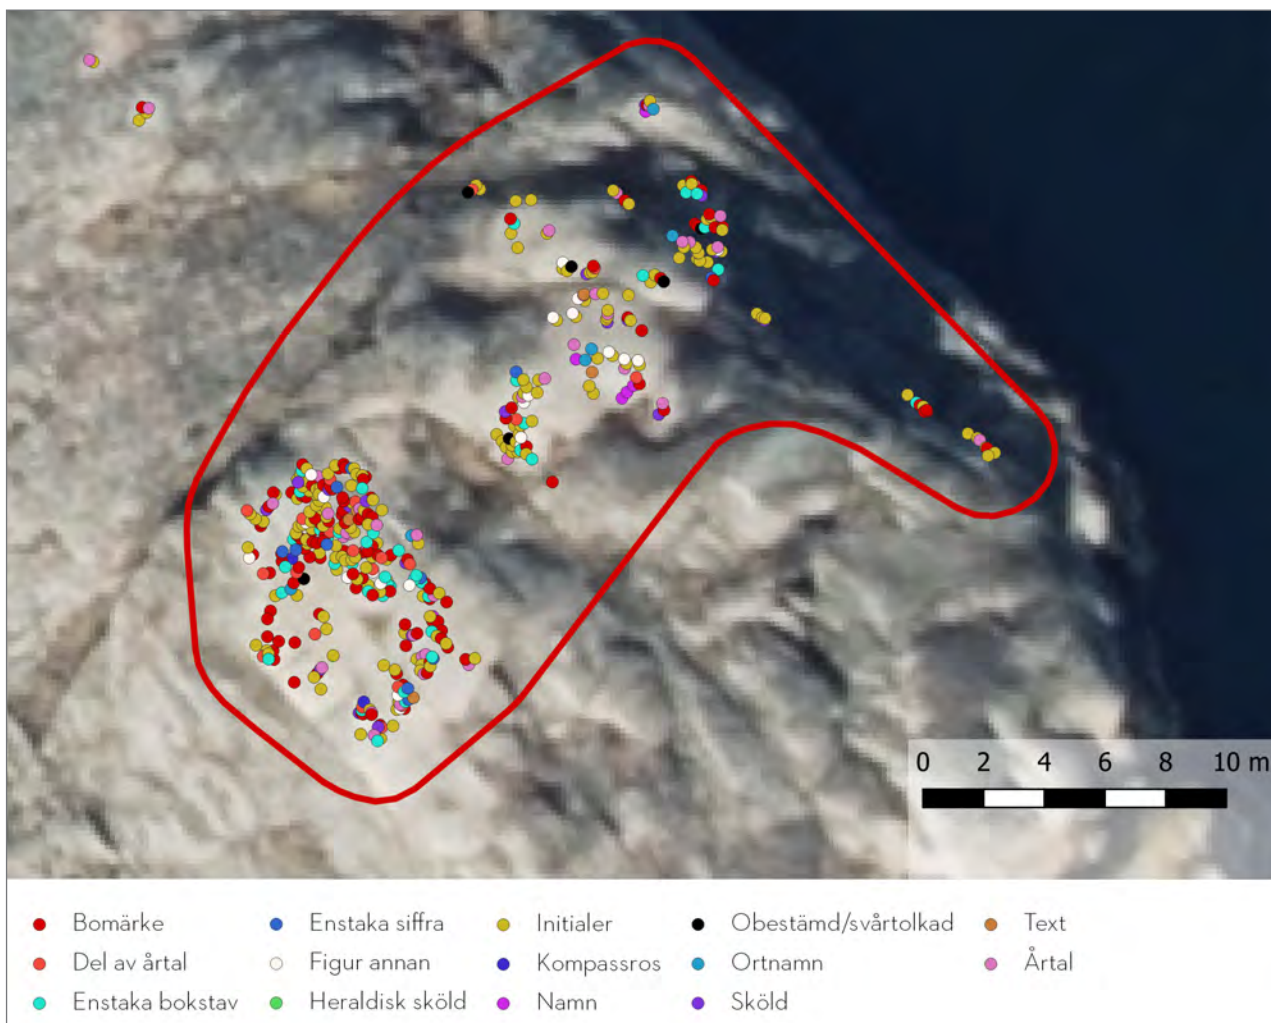 0 2 4 6 8 10 m
Bomärke Enstaka siffra Initialer Obestämd/svårtolkad Text
Del av årtal Figur annan Kompassros Ortnamn Årtal
Enstaka bokstav Heraldisk sköld Namn Sköld